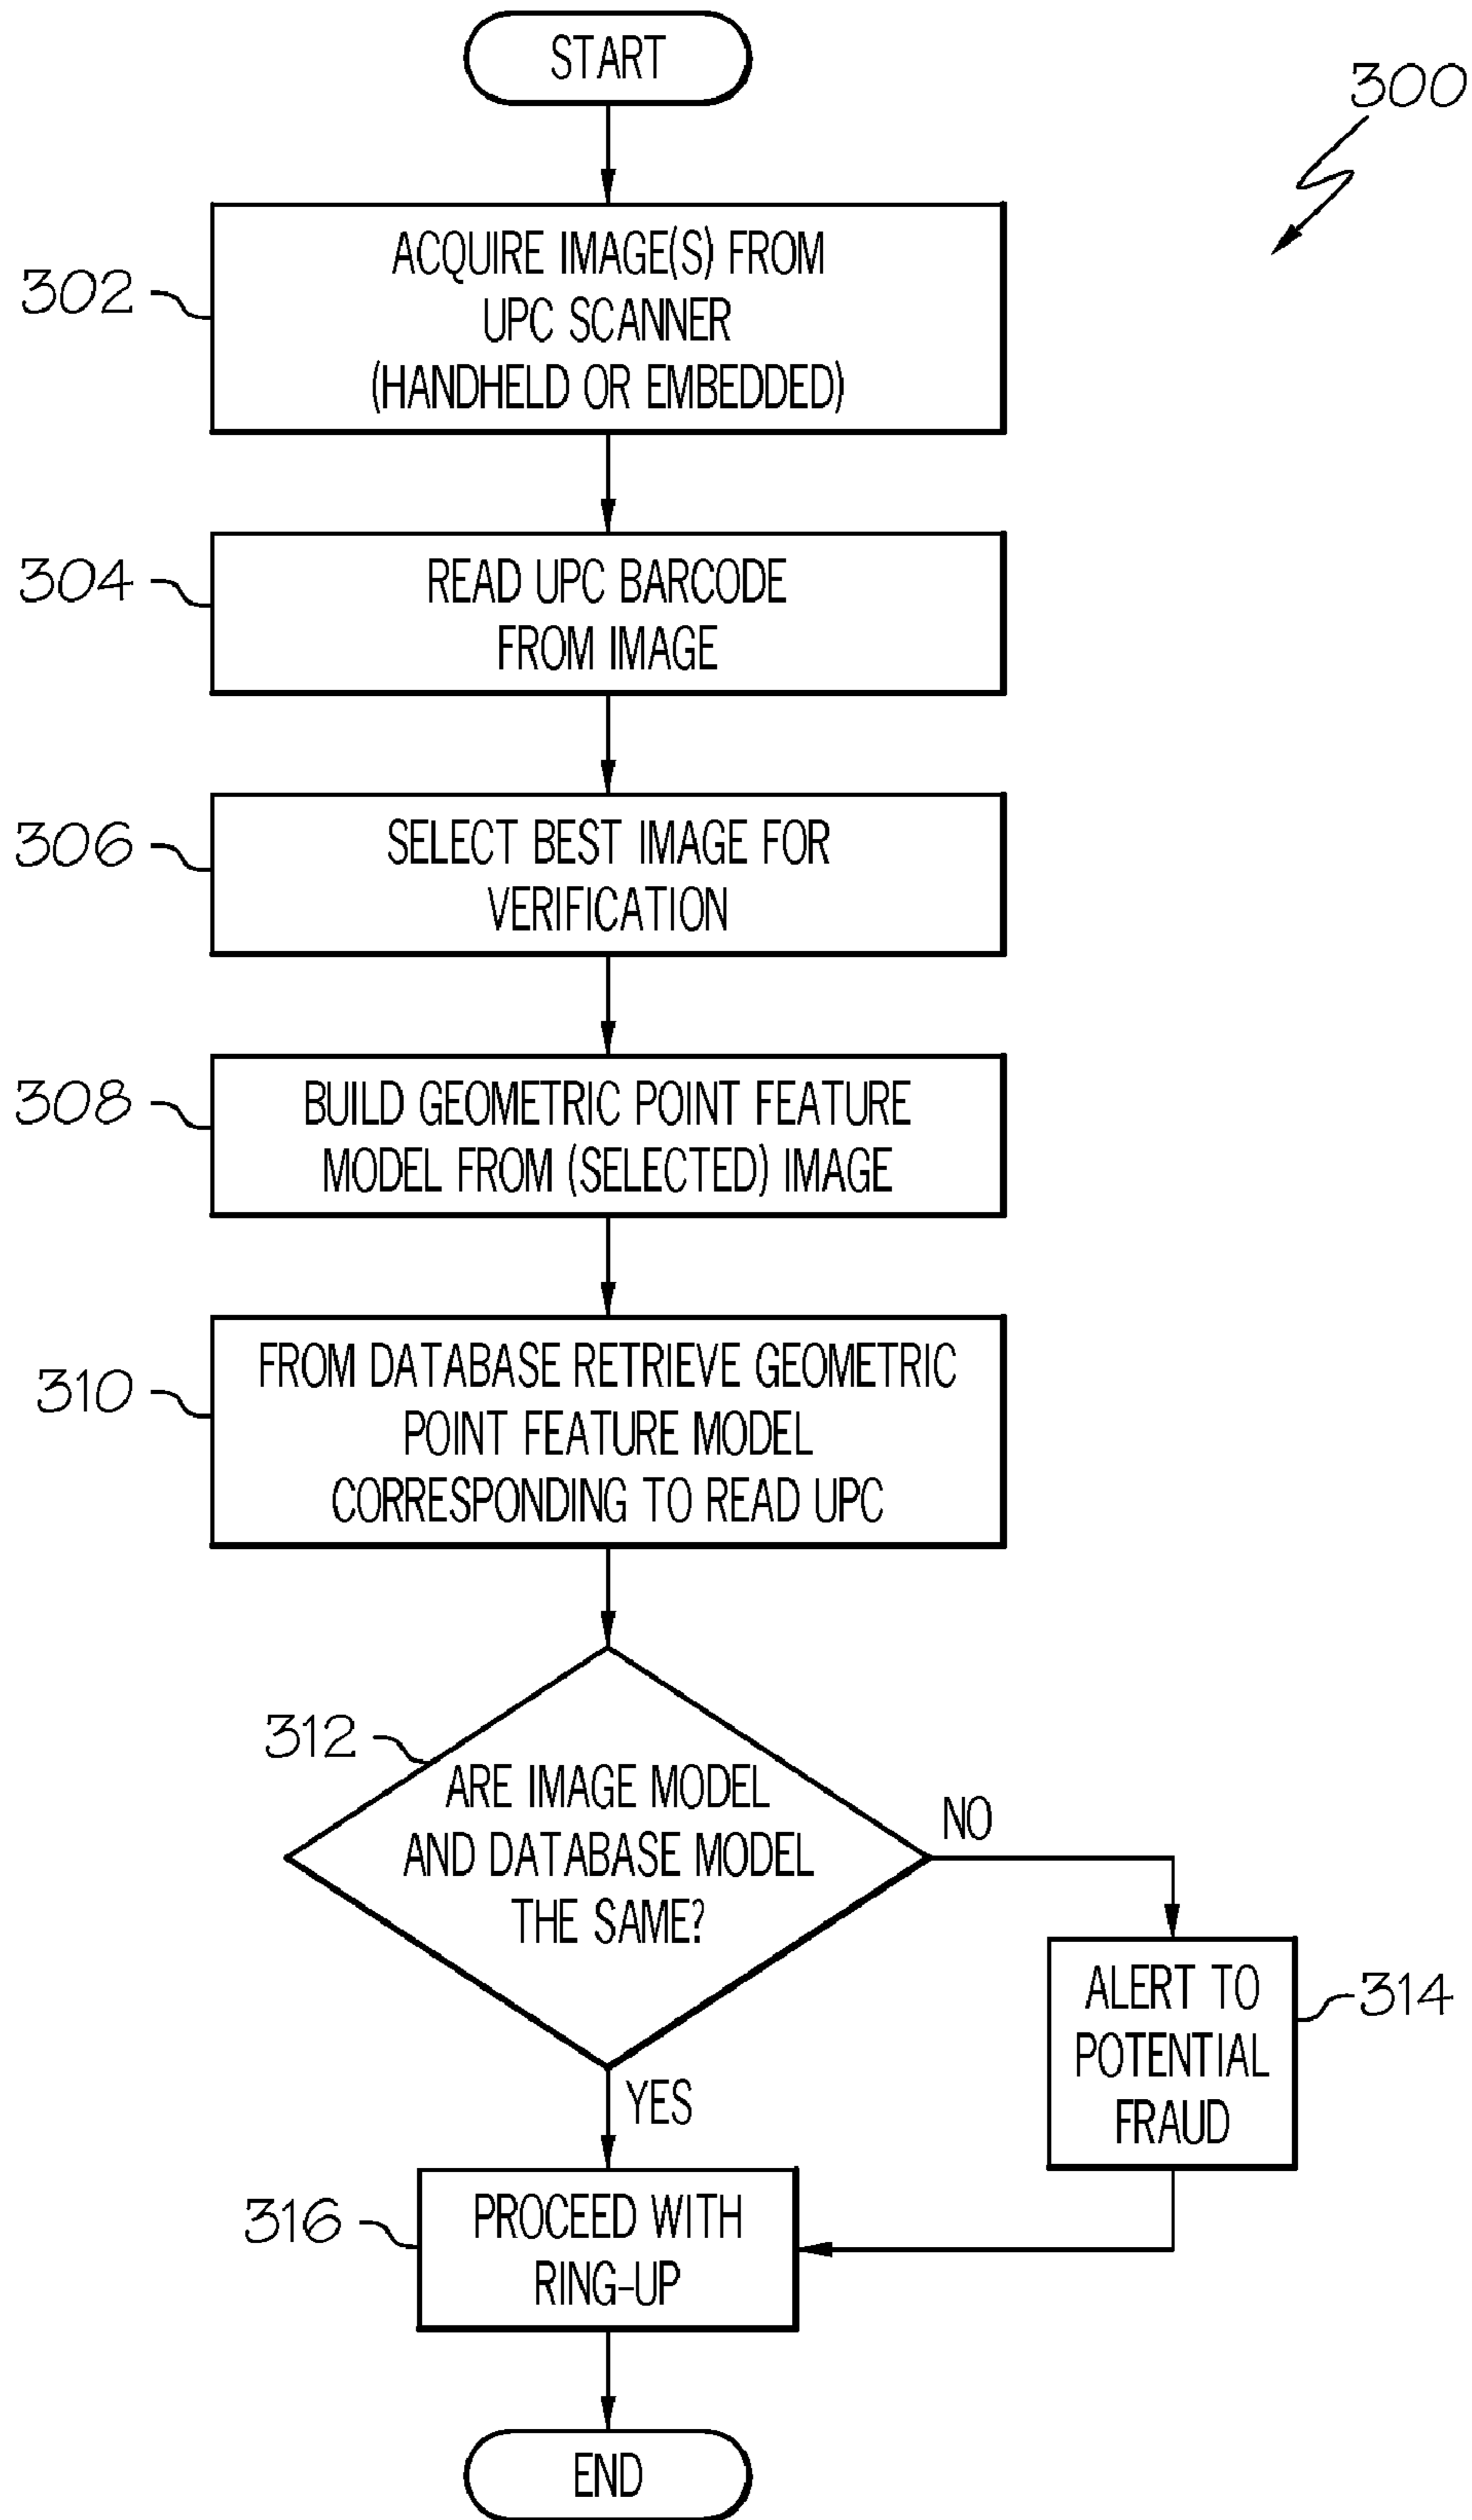 START
300
302
ACQUIRE IMAGE(S) FROM
UPC SCANNER
(HANDHELD OR EMBEDDED)
304
READ UPC BARCODE
FROM IMAGE
306
SELECT BEST IMAGE FOR
VERIFICATION
308
BUILD GEOMETRIC POINT FEATURE
MODEL FROM (SELECTED) IMAGE
310
FROM DATABASE RETRIEVE GEOMETRIC
POINT FEATURE MODEL
CORRESPONDING TO READ UPC
312
ARE IMAGE MODEL
AND DATABASE MODEL
THE SAME?
NO
314
ALERT TO
POTENTIAL
FRAUD
YES
316
PROCEED WITH
RING-UP
END